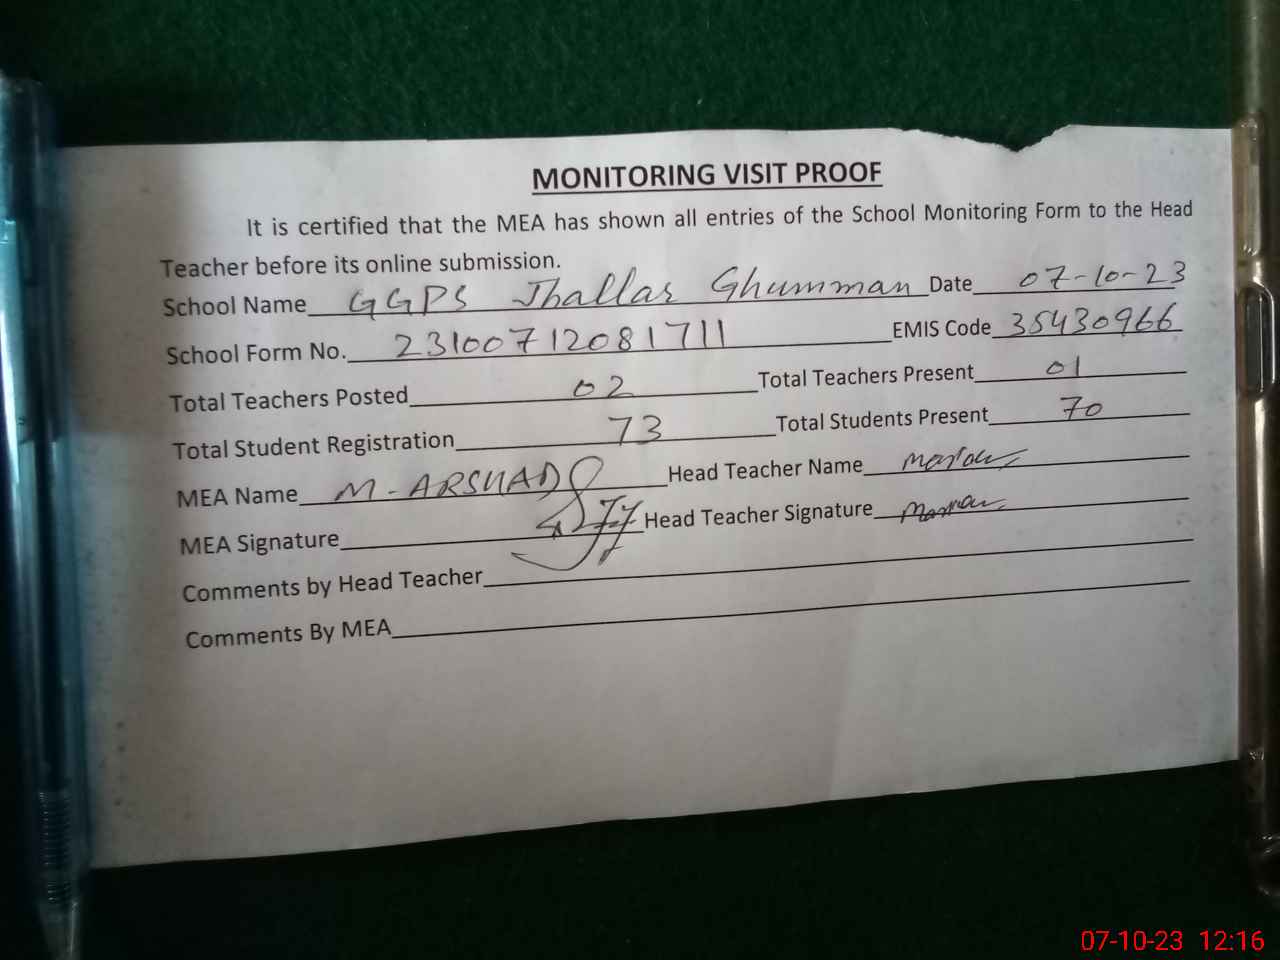 MONITORING VISIT PROOF
It is certified that the MEA has shown all entries of the School Monitoring Form to the Head
Teacher before its online submission.
School Name GGPS Jhallar Ghumman Date 07-10-23
School Form No. 23100712081711 EMIS Code 35430966
Total Teachers Posted 02 Total Teachers Present 01
Total Student Registration 73 Total Students Present 70
MEA Name M-ARSHAD Head Teacher Name
MEA Signature Head Teacher Signature
Comments by Head Teacher
Comments By MEA
07-10-23 12:16